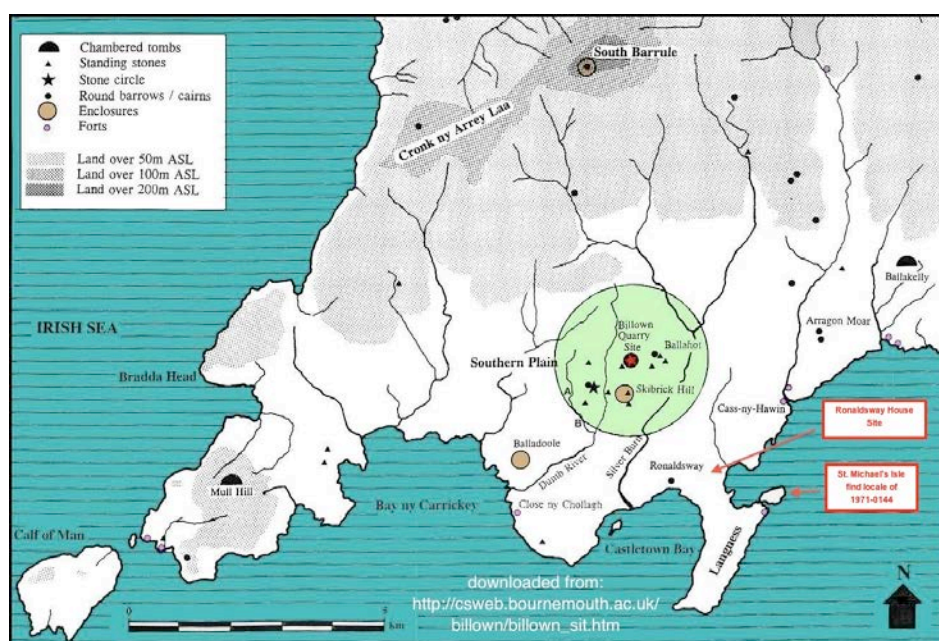 Chambered tombs
Standing stones
Stone circle
Round barrows / cairns
Enclosures
Forts
Land over 50m ASL
Land over 100m ASL
Land over 200m ASL
South Barrule
Cronk ny Arrey Laa
Ballakelly
IRISH SEA
Bradda Head
Southern Plain
Billown
Quarry
Site
Ballahot
Arragon Moar
A
B
Skibrick Hill
Cass-ny-Hawin
Ronaldsway House
Site
Balladoole
Dumb River
Silver Burn
Ronaldsway
St. Michael's Isle
find locale of
1971-0144
Mull Hill
Bay ny Carrickey
Close ny Chollagh
Calf of Man
Castletown Bay
Langness
N
0
5
km
downloaded from:
http://csweb.bournemouth.ac.uk/
billown/billown_sit.htm